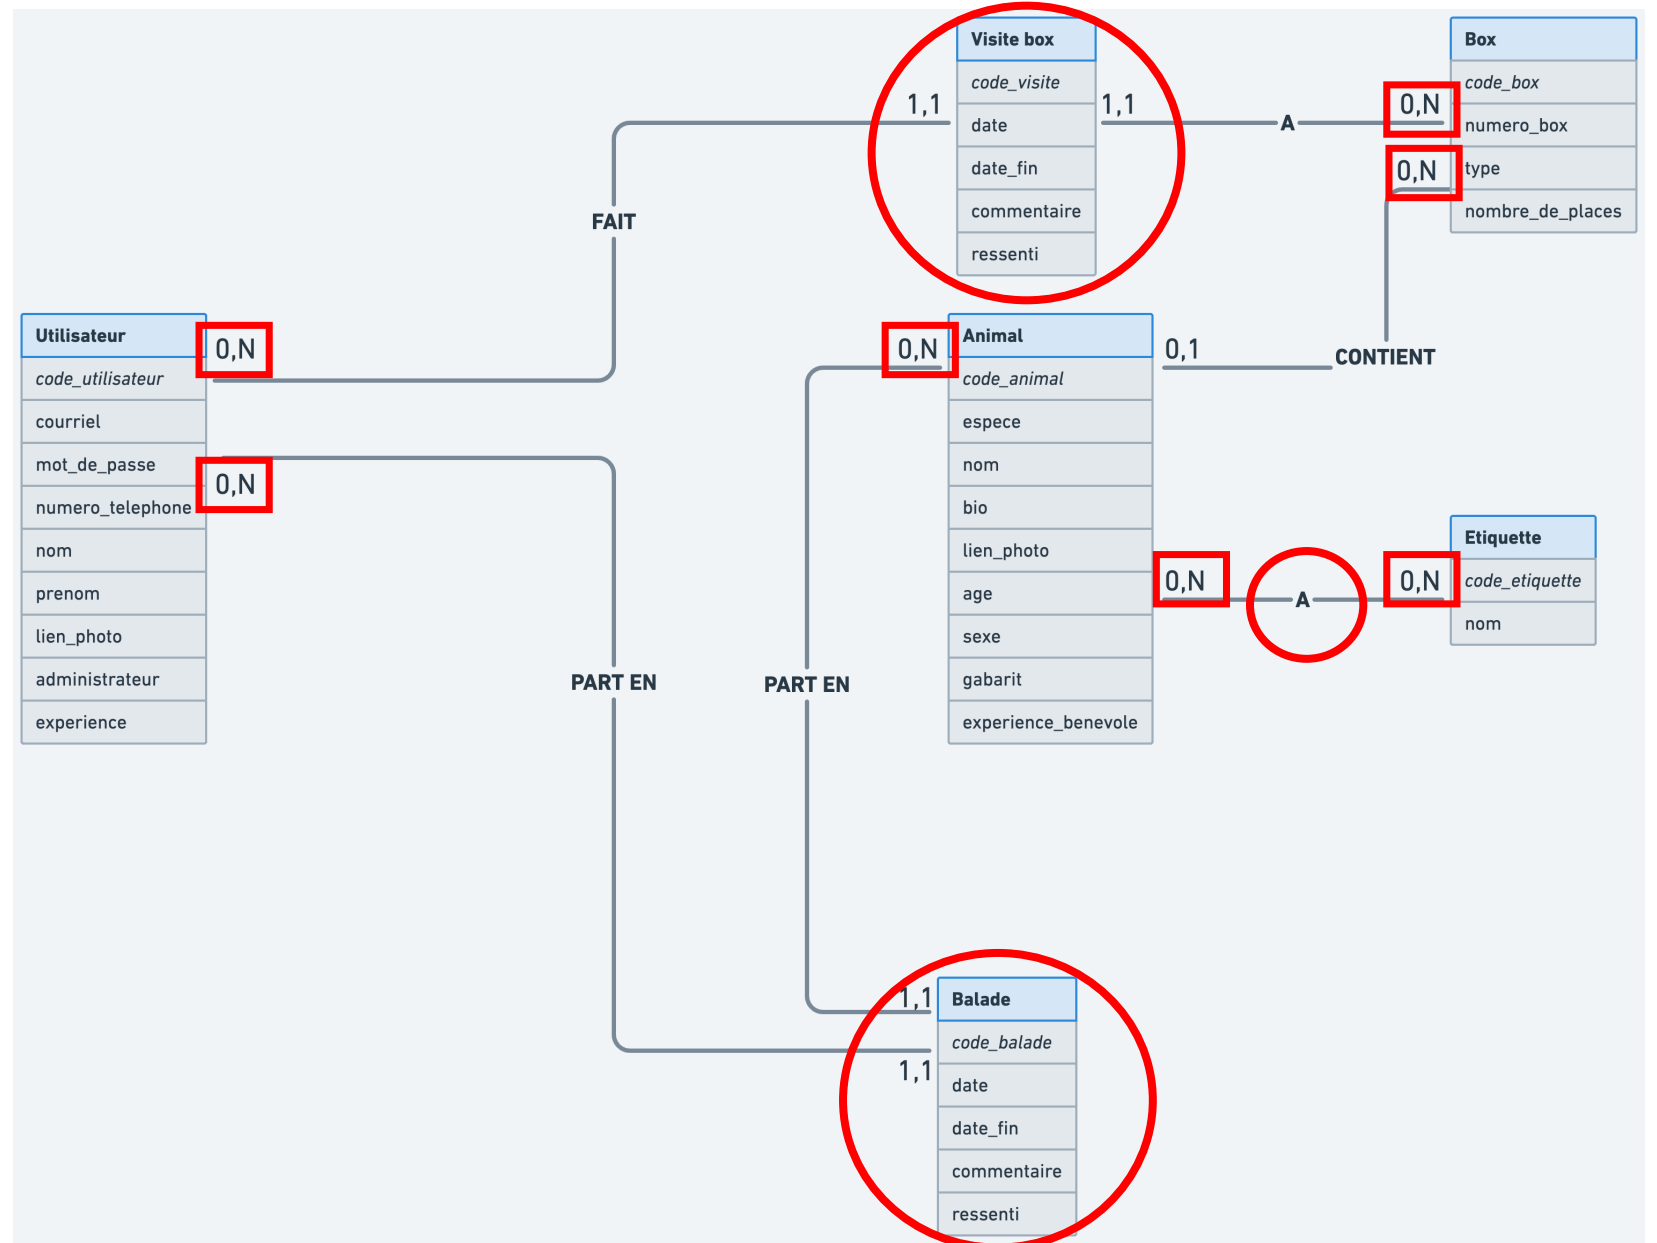 Visite box
code_visite
date
date_fin
commentaire
ressenti
1,1
1,1
A
0,N
0,N
Box
code_box
numero_box
type
nombre_de_places
FAIT
Utilisateur
code_utilisateur
courriel
mot_de_passe
numero_telephone
nom
prenom
lien_photo
administrateur
experience
0,N
0,N
0,N
Animal
code_animal
espece
nom
bio
lien_photo
age
sexe
gabarit
experience_benevole
0,1
CONTIENT
0,N
A
0,N
Etiquette
code_etiquette
nom
PART EN
PART EN
1,1
1,1
Balade
code_balade
date
date_fin
commentaire
ressenti